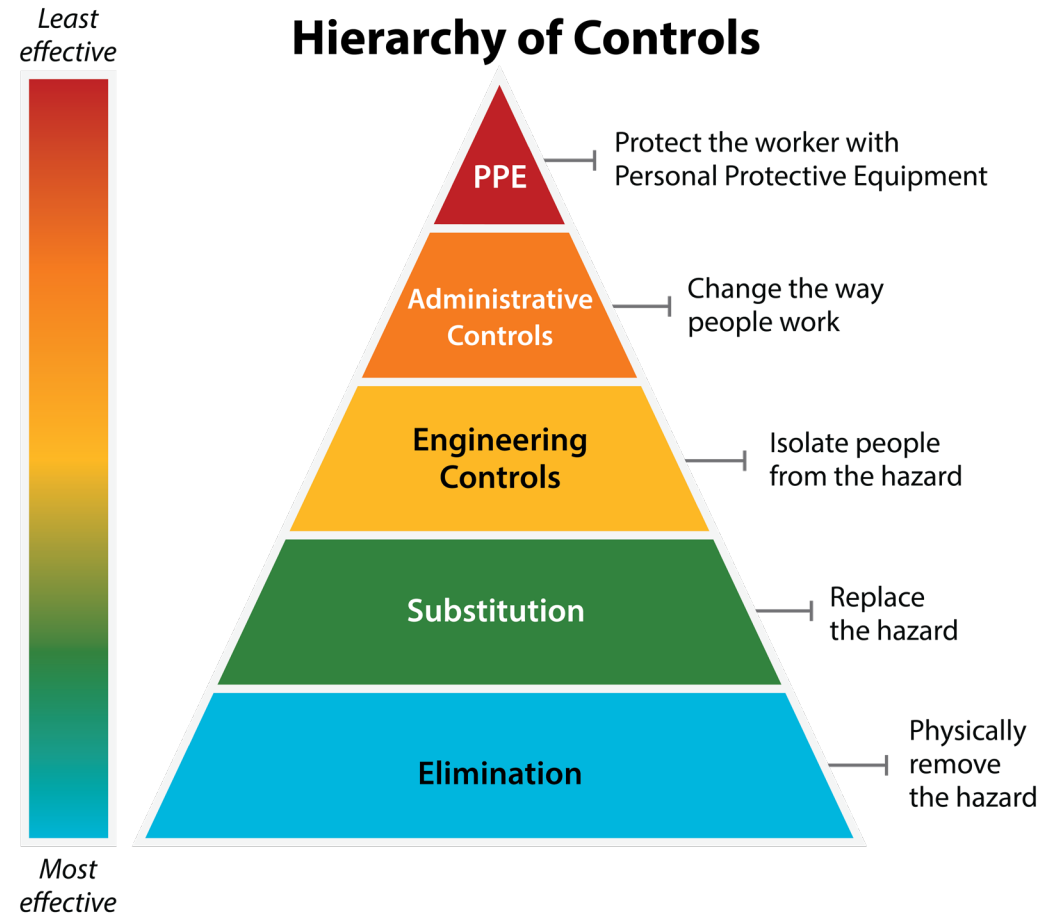 Least
effective
Hierarchy of Controls
PPE
Protect the worker with
Personal Protective Equipment
Administrative
Controls
Change the way
people work
Engineering
Controls
Isolate people
from the hazard
Substitution
Replace
the hazard
Elimination
Physically
remove
the hazard
Most
effective